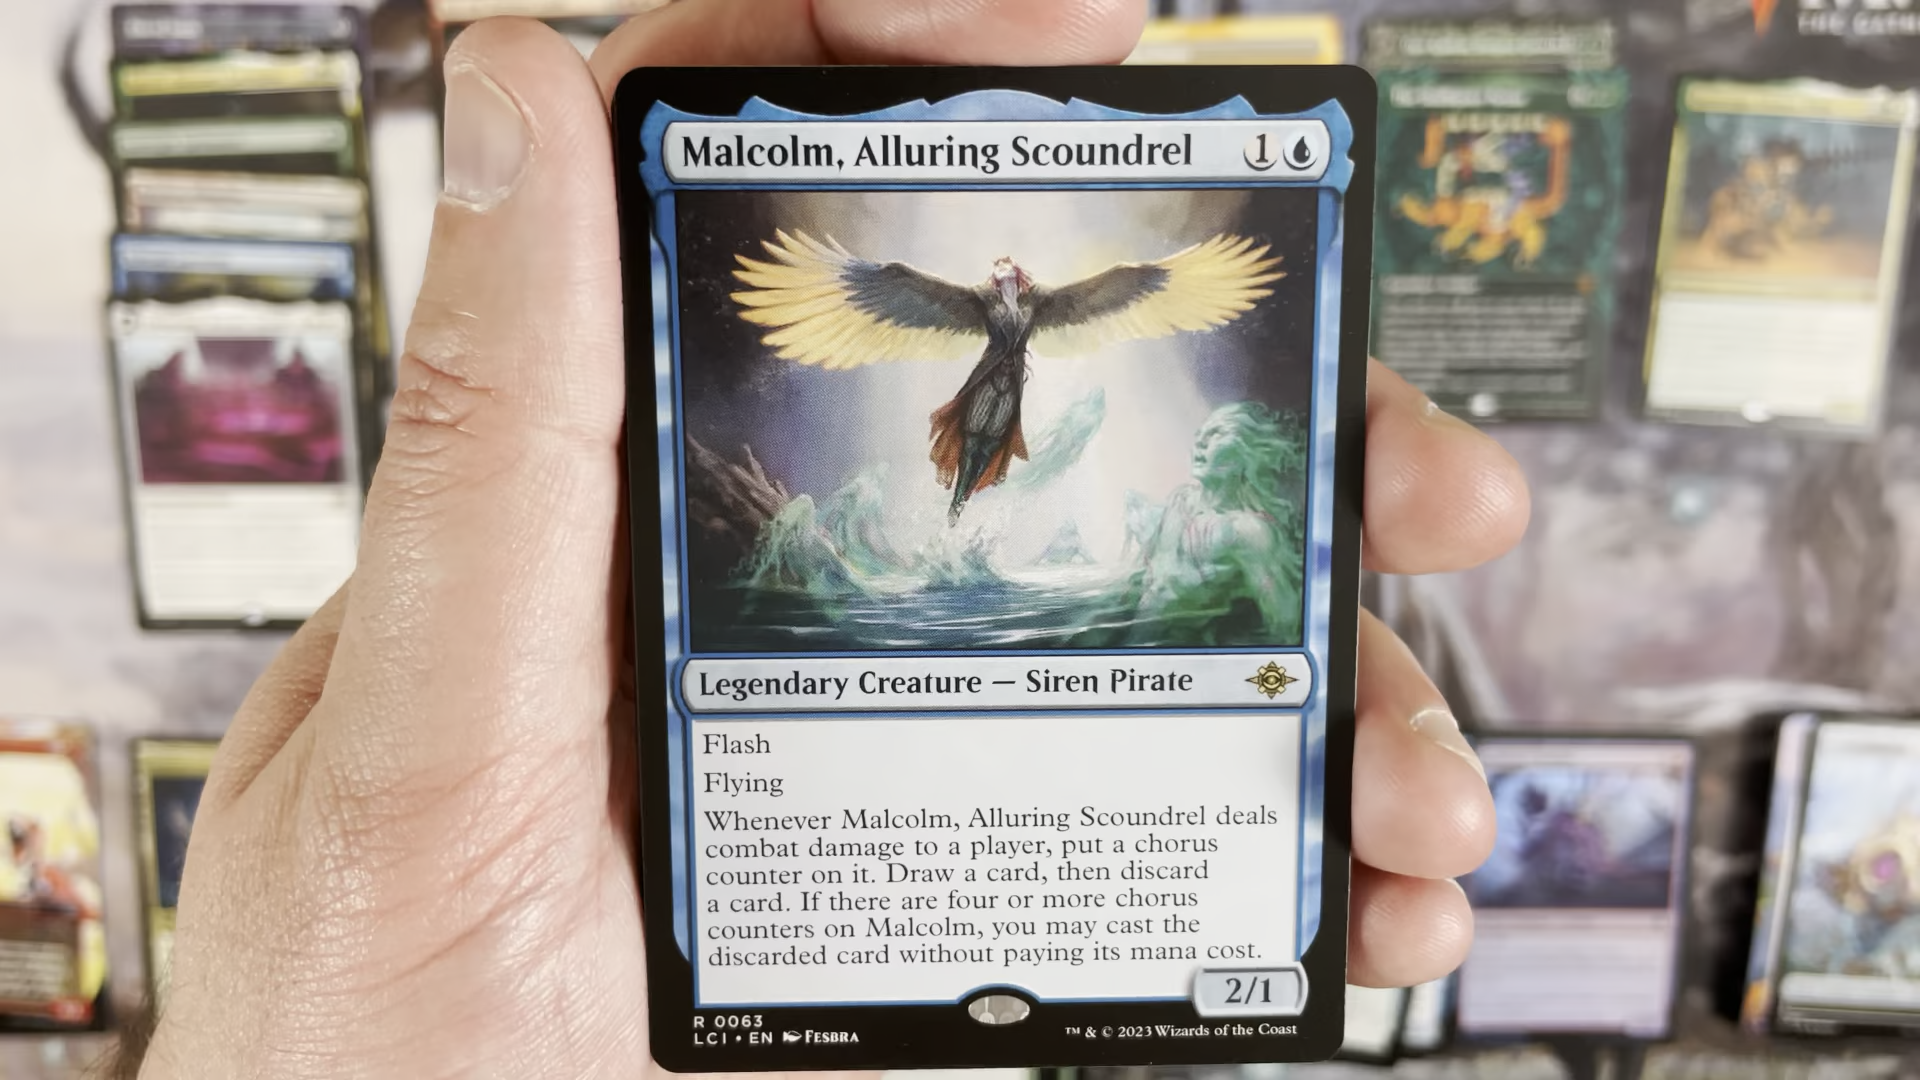 Malcolm, Alluring Scoundrel 1
Legendary Creature — Siren Pirate
Flash
Flying
Whenever Malcolm, Alluring Scoundrel deals
combat damage to a player, put a chorus
counter on it. Draw a card, then discard
a card. If there are four or more chorus
counters on Malcolm, you may cast the
discarded card without paying its mana cost.
2/1
R 0063
LCI • EN FESBRA
™ & © 2023 Wizards of the Coast